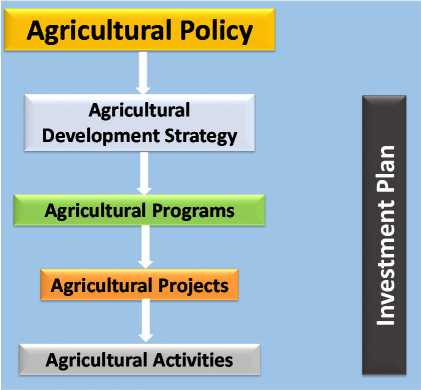 Agricultural Policy
Agricultural
Development Strategy
Agricultural Programs
Agricultural Projects
Agricultural Activities
Investment Plan